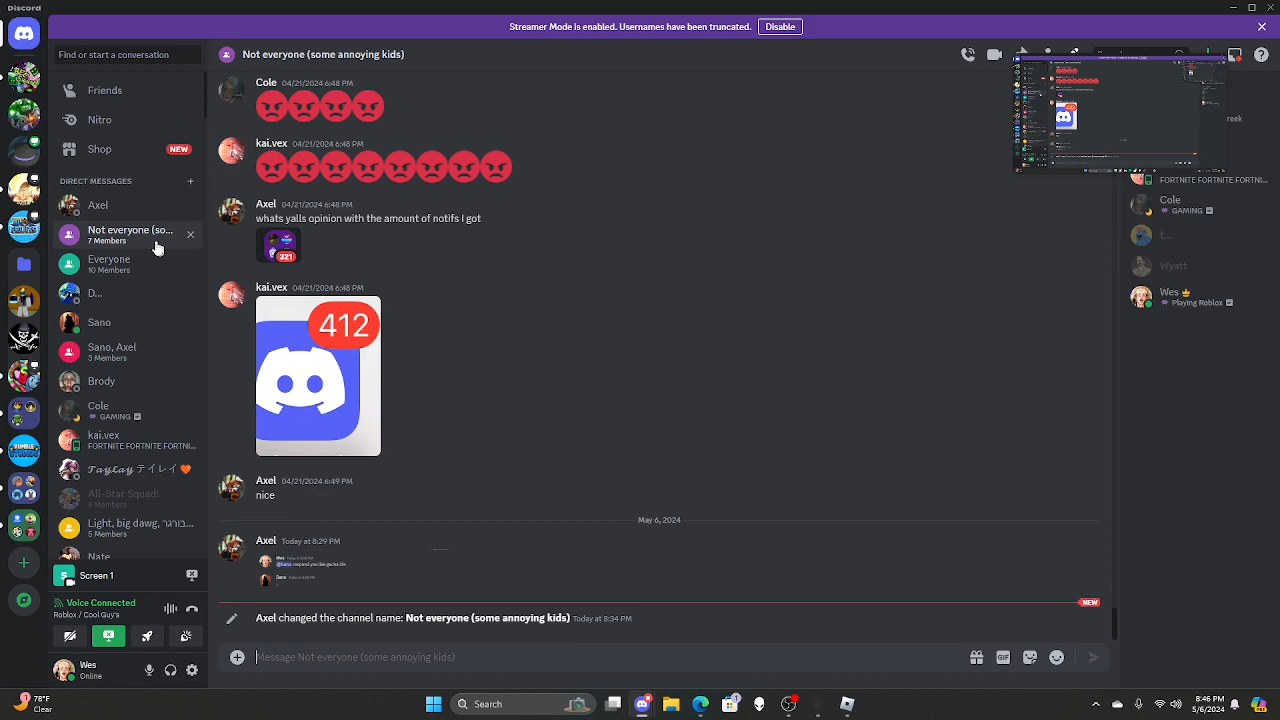 Discord
Streamer Mode is enabled. Usernames have been truncated.
Disable
Find or start a conversation
Not everyone (some annoying kids)
Friends
Nitro
Shop
NEW
DIRECT MESSAGES
Axel
Not everyone (so...
7 Members
Everyone
10 Members
D...
Sano
Sano, Axel
3 Members
Brody
Cole
GAMING
kai.vex
FORTNITE FORTNITE FORTNI...
All-Star Squad!
8 Members
5 Members
Nate
Screen 1
Voice Connected
Roblox / Cool Guy's
Mes
Online
Cole 04/21/2024 6:48 PM
kai.vex 04/21/2024 6:48 PM
Axel 04/21/2024 6:48 PM
whats yalls opinion with the amount of notifs I got
321
kai.vex 04/21/2024 6:48 PM
412
Axel 04/21/2024 6:49 PM
nice
May 6, 2024
Axel Today at 8:29 PM
NEW
Axel changed the channel name: Not everyone (some annoying kids) Today at 8:34 PM
Message Not everyone (some annoying kids)
GIF
FORTNITE FORTNITE FORTNI...
Cole
GAMING
Wyatt
Wes
Playing Roblox
78°F
Clear
Search
8:46 PM
5/6/2024